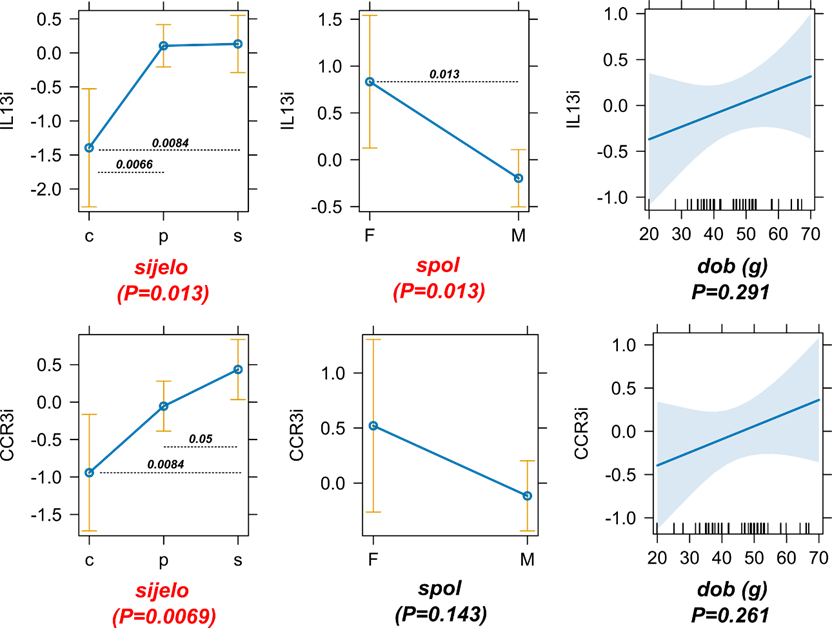 IL13i
0.5
0.0
-0.5
-1.0
-1.5
-2.0
0.0084
0.0066
c p s
sijelo
(P=0.013)
IL13i
1.5
1.0
0.5
0.0
-0.5
0.013
F M
spol
(P=0.013)
IL13i
1.0
0.5
0.0
-0.5
-1.0
20 30 40 50 60 70
dob (g)
P=0.291
CCR3i
0.5
0.0
-0.5
-1.0
-1.5
0.05
0.0084
c p s
sijelo
(P=0.0069)
CCR3i
1.0
0.5
0.0
F M
spol
(P=0.143)
CCR3i
1.0
0.5
0.0
-0.5
-1.0
20 30 40 50 60 70
dob (g)
P=0.261